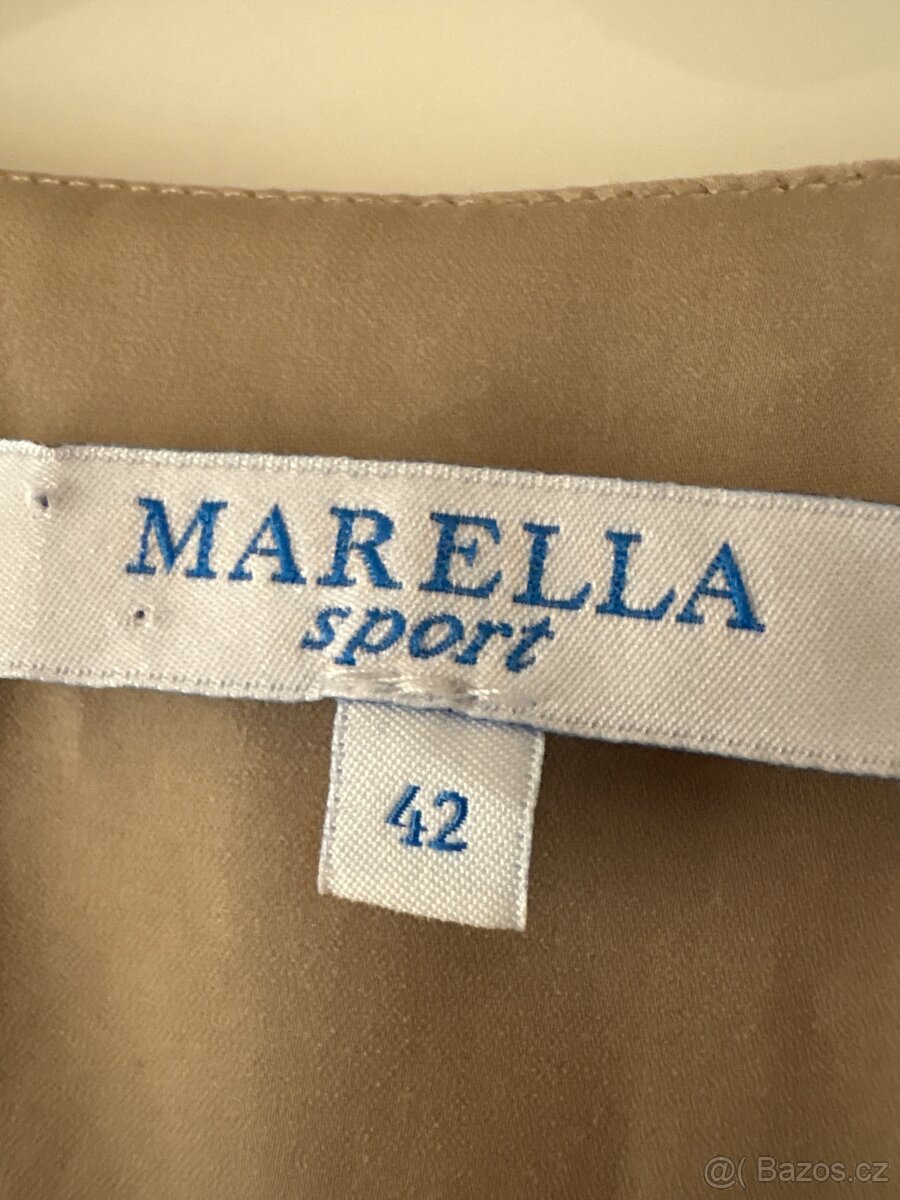 MARELLA
sport
42
@( Bazos.cz